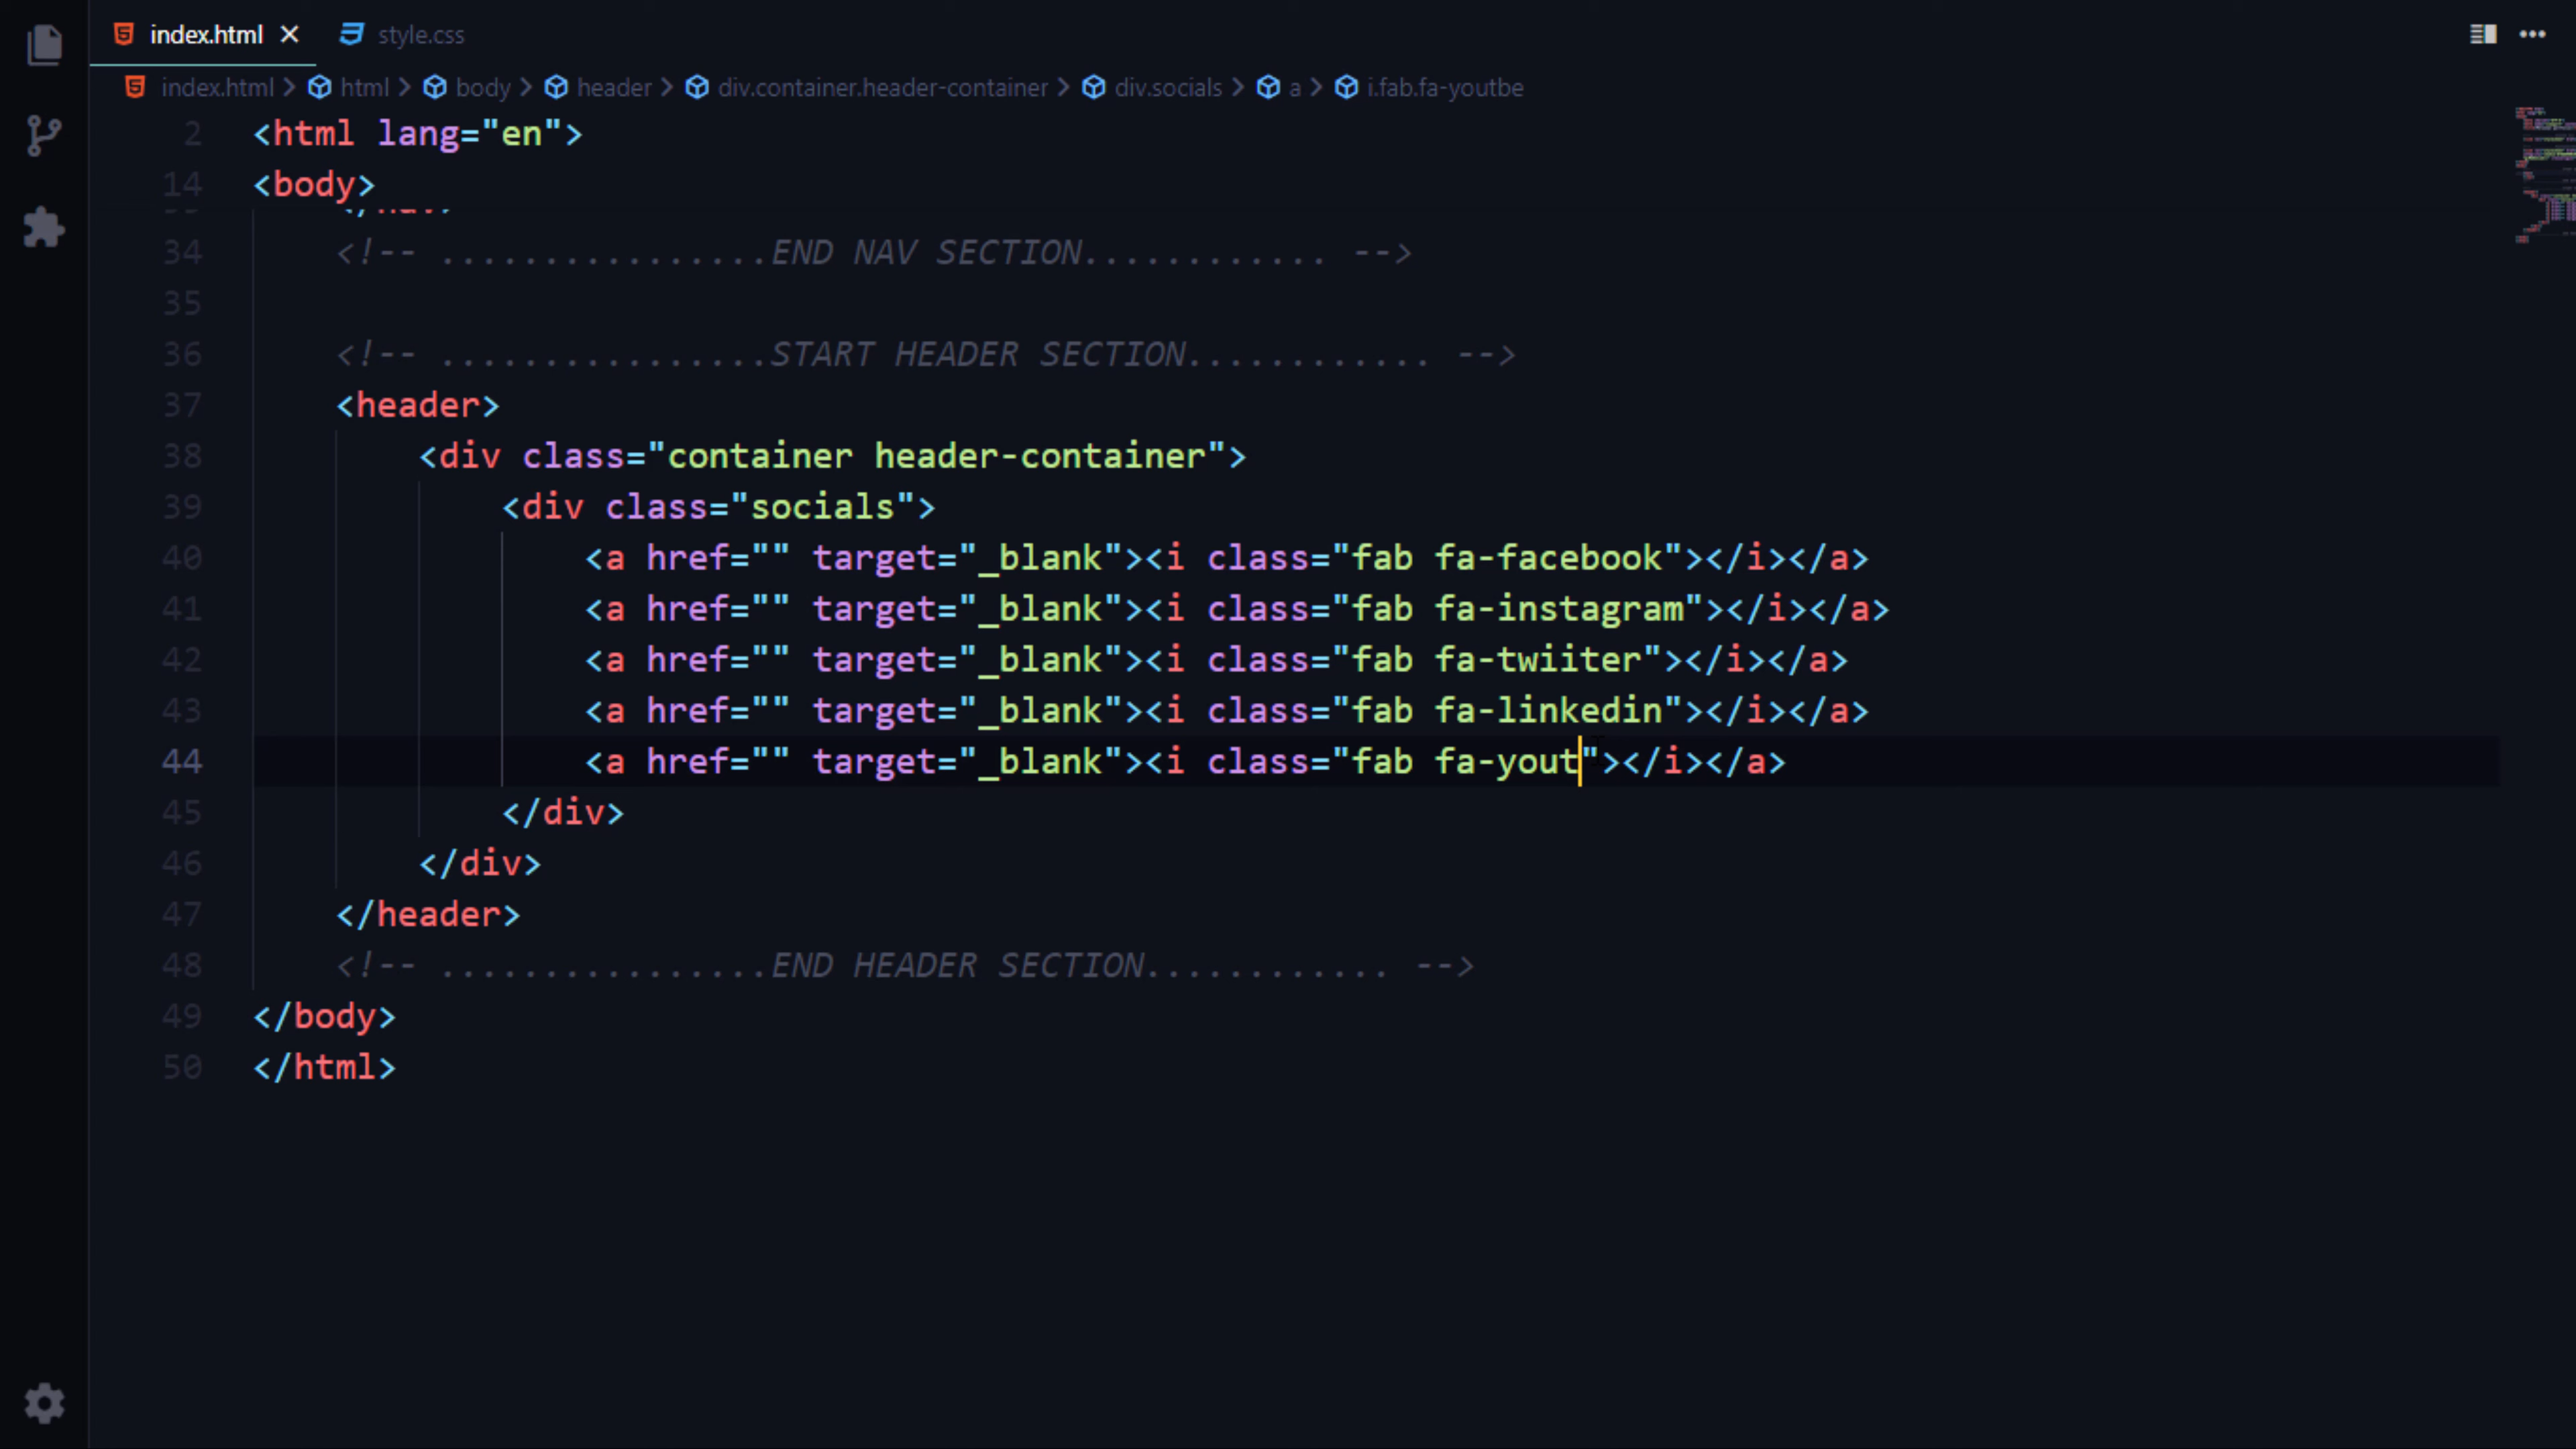 index.html style.css
index.html > html > body > header > div.container.header-container > div.socials > a > i.fab.fa-youtbe
2 <html lang="en">
14 <body>
34 <!-- ................END NAV SECTION............ -->
35
36 <!-- ................START HEADER SECTION............ -->
37 <header>
38 <div class="container header-container">
39 <div class="socials">
40 <a href="" target="_blank"><i class="fab fa-facebook"></i></a>
41 <a href="" target="_blank"><i class="fab fa-instagram"></i></a>
42 <a href="" target="_blank"><i class="fab fa-twiiter"></i></a>
43 <a href="" target="_blank"><i class="fab fa-linkedin"></i></a>
44 <a href="" target="_blank"><i class="fab fa-yout"></i></a>
45 </div>
46 </div>
47 </header>
48 <!-- ................END HEADER SECTION............ -->
49 </body>
50 </html>